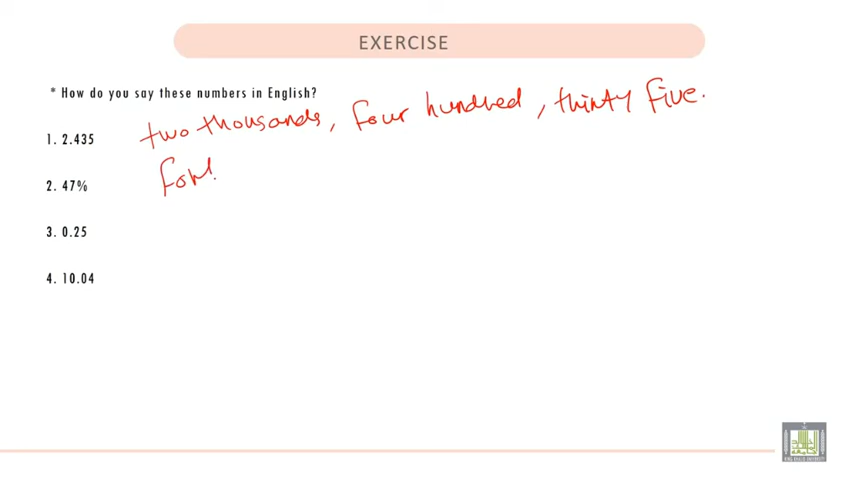 EXERCISE
* How do you say these numbers in English?
two thousands, four hundred, thirty five.
1. 2.435
2. 47%
3. 0.25
4. 10.04